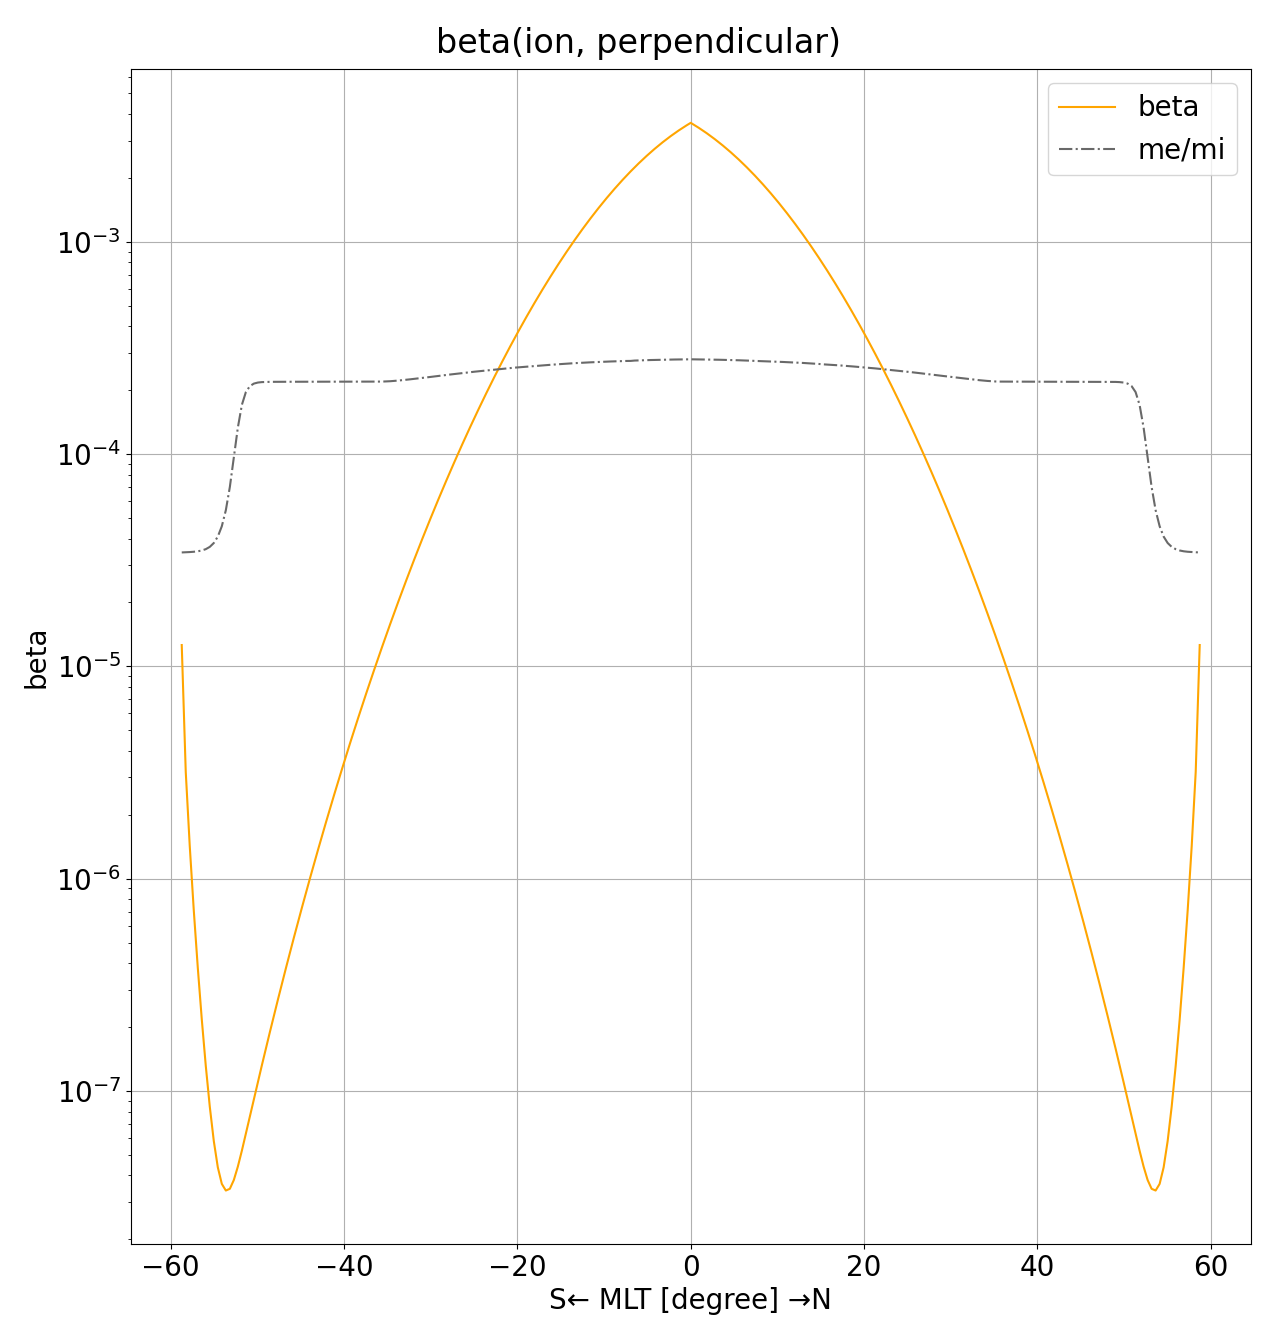 beta(ion, perpendicular)
beta
me/mi
10⁻³
10⁻⁴
10⁻⁵
10⁻⁶
10⁻⁷
beta
−60 −40 −20 0 20 40 60
S← MLT [degree] →N